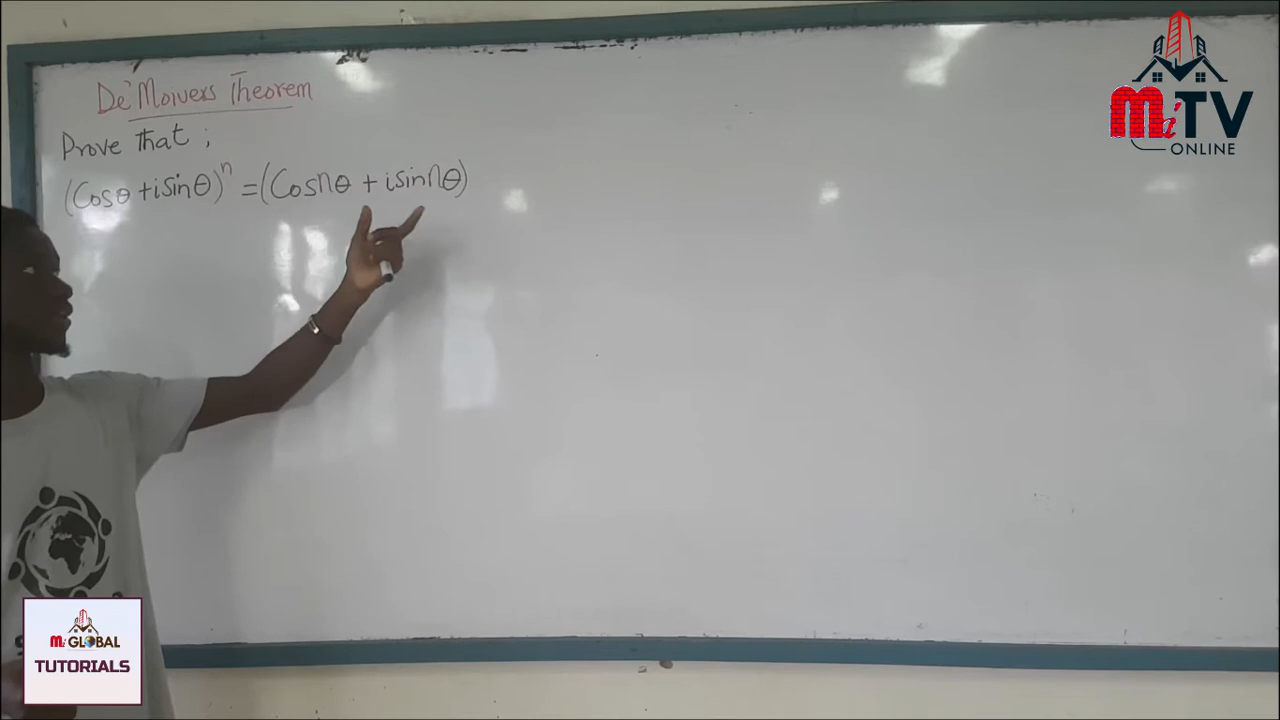 De'Moivers Theorem
Prove that ;
(Cosθ + isinθ)ⁿ = (Cosnθ + isinnθ)
MiTV
ONLINE
Mi GLOBAL
TUTORIALS